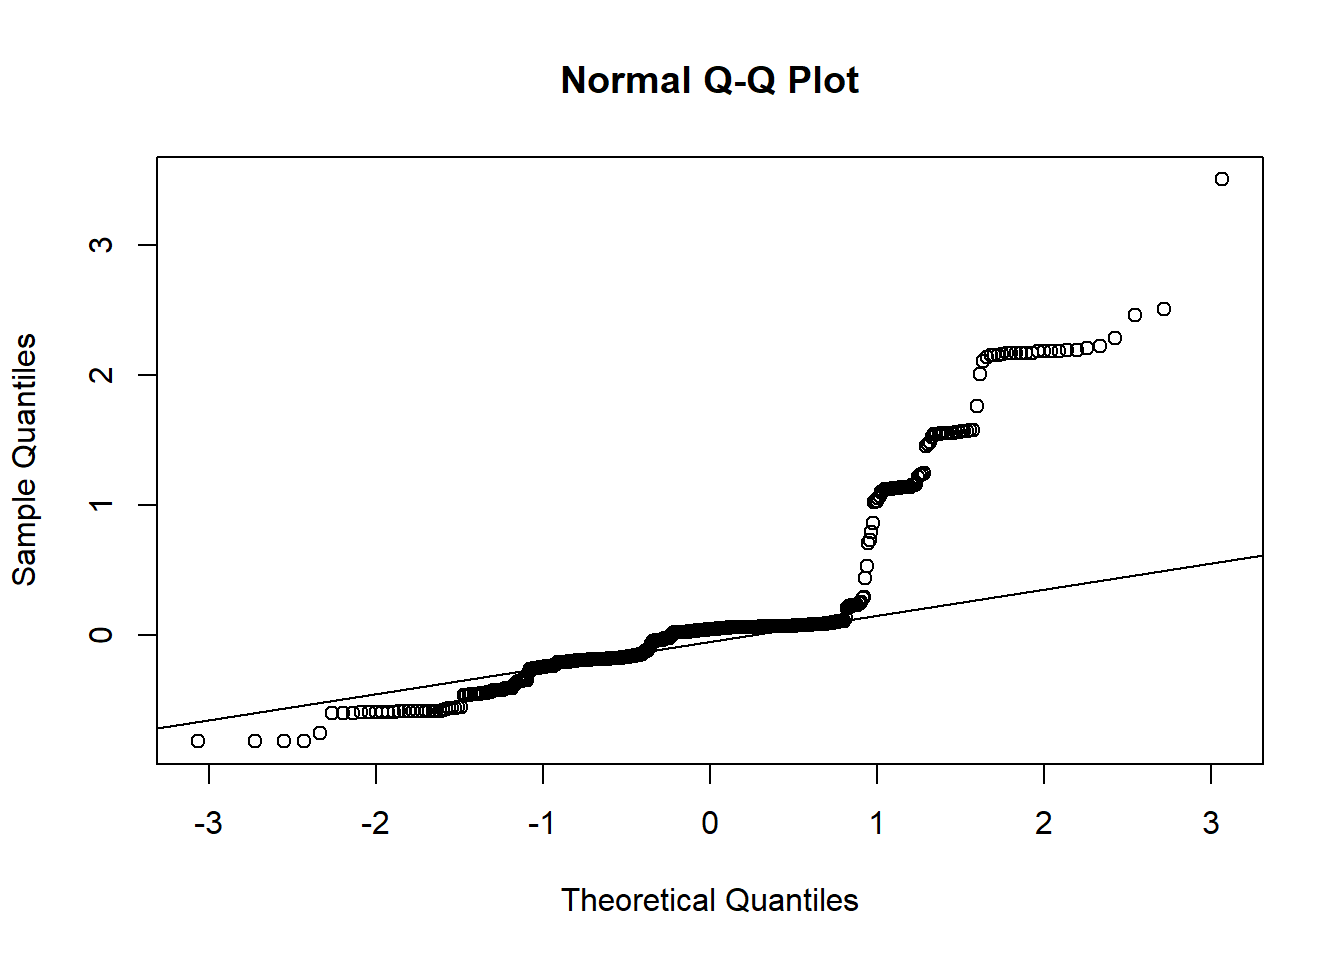 Normal Q-Q Plot
Sample Quantiles
3
2
1
0
-3 -2 -1 0 1 2 3
Theoretical Quantiles